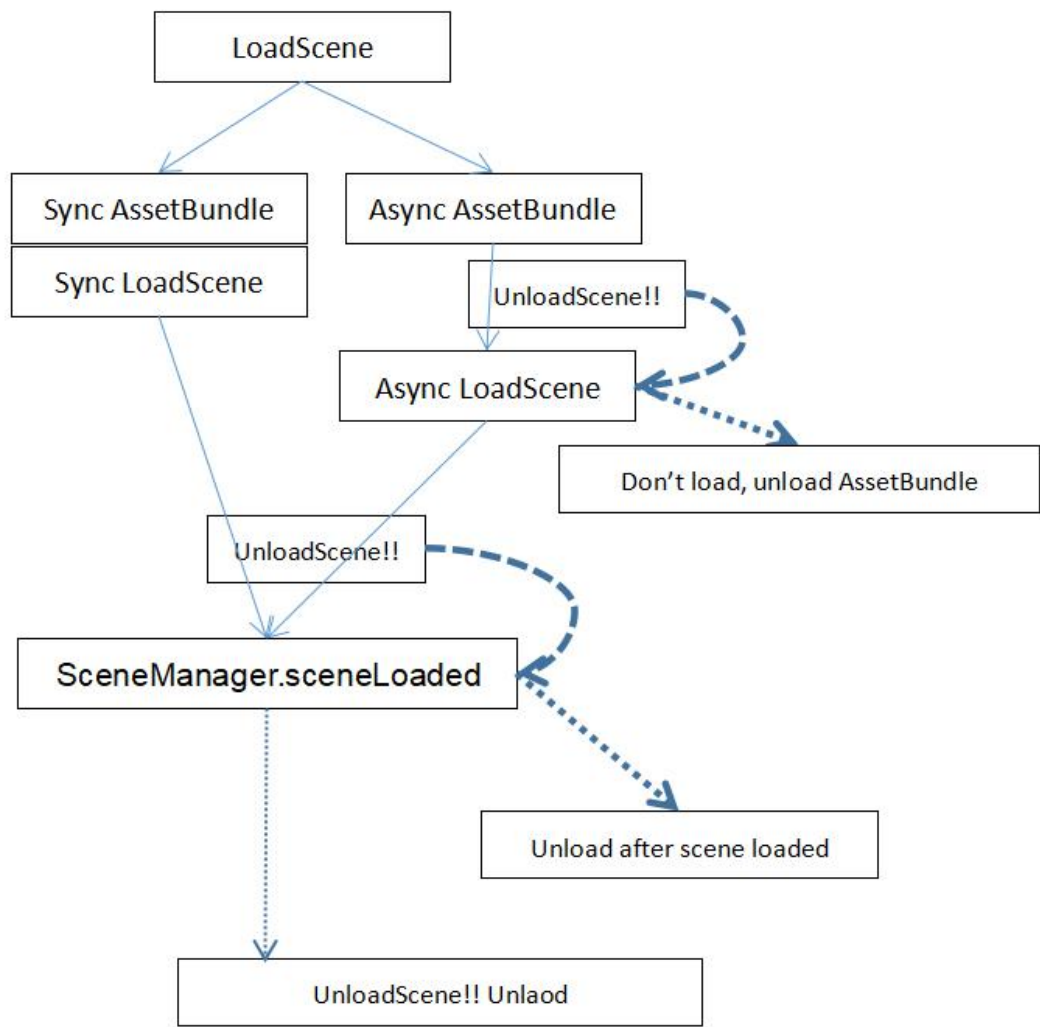 LoadScene
Sync AssetBundle
Async AssetBundle
Sync LoadScene
UnloadScene!!
Async LoadScene
Don’t load, unload AssetBundle
UnloadScene!!
SceneManager.sceneLoaded
Unload after scene loaded
UnloadScene!! Unlaod